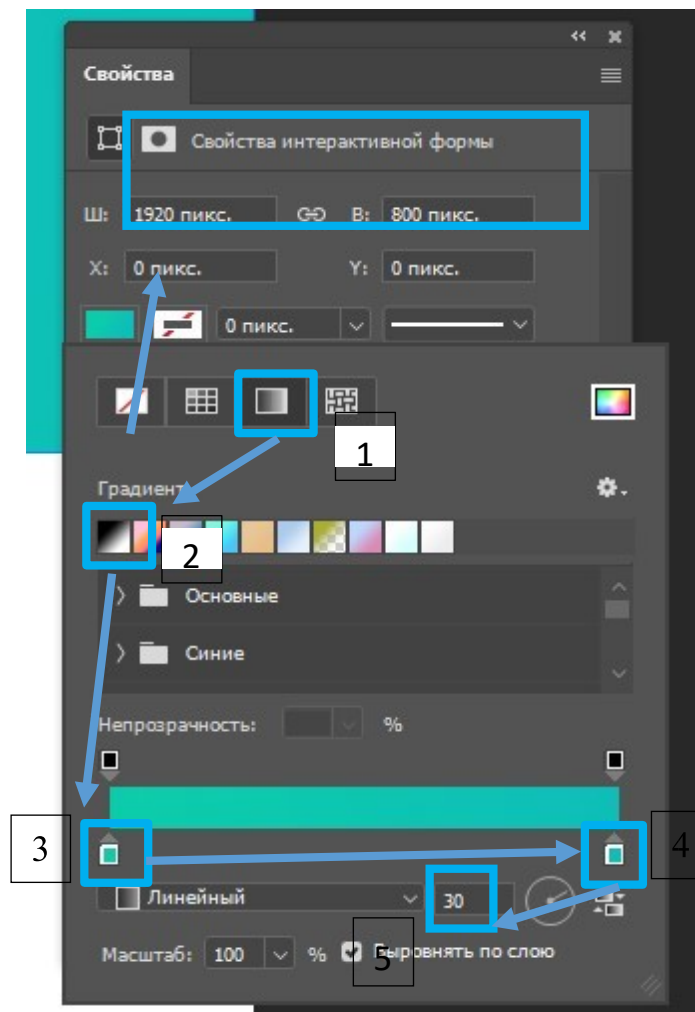 Свойства
Свойства интерактивной формы
Ш: 1920 пикс. В: 800 пикс.
X: 0 пикс. Y: 0 пикс.
0 пикс.
1
Градиент
2
Основные
Синие
Непрозрачность: %
3 4
Линейный 30
Масштаб: 100 % Выровнять по слою
5